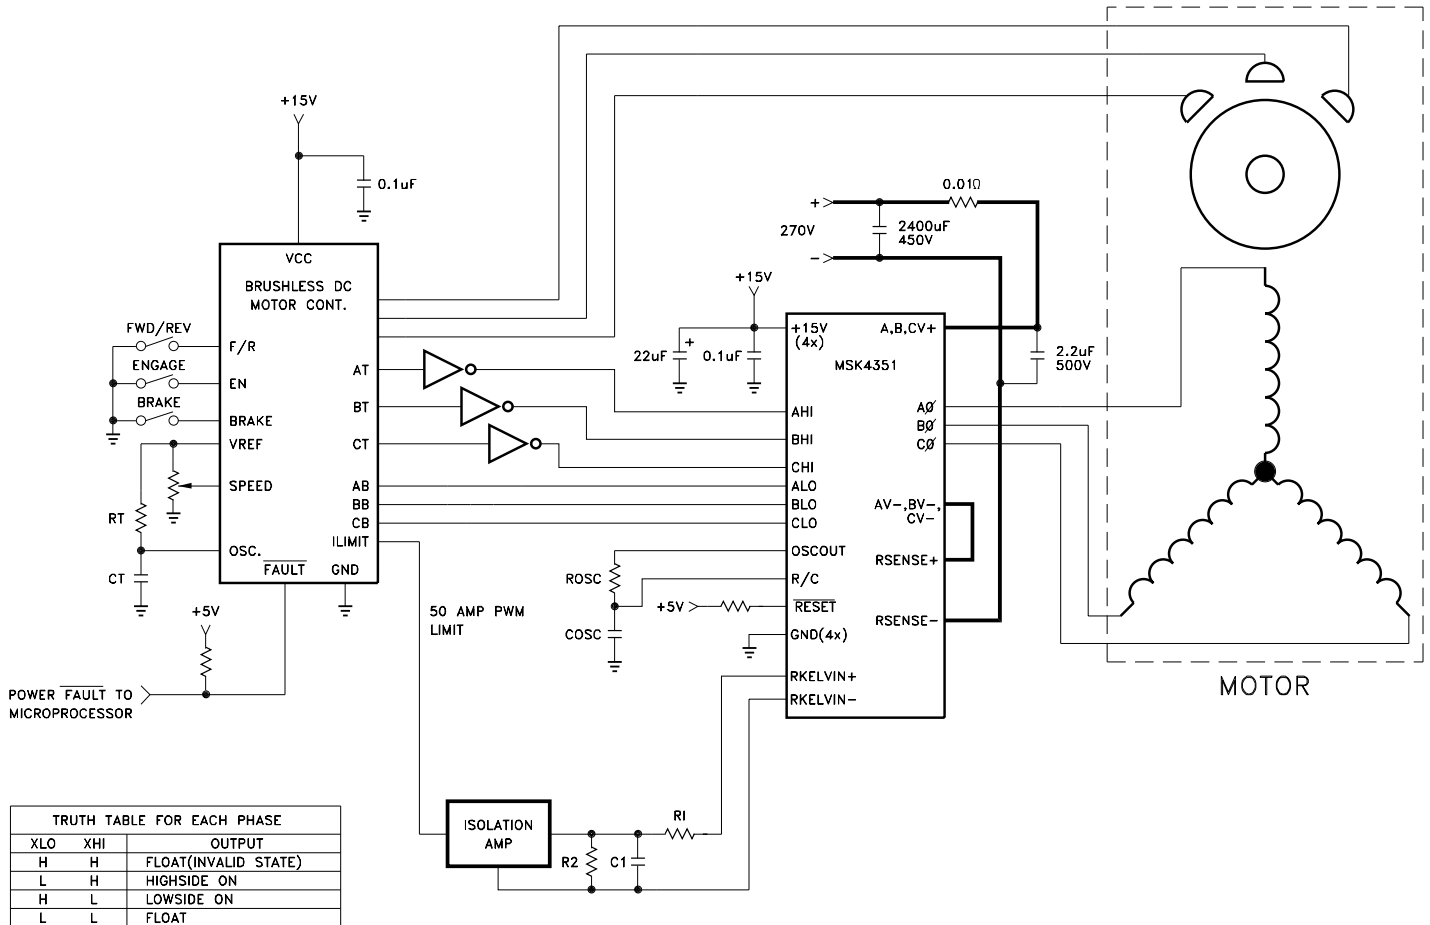 +15V
0.1uF
VCC
BRUSHLESS DC
MOTOR CONT.
FWD/REV
F/R
ENGAGE
EN
BRAKE
BRAKE
VREF
SPEED
RT
OSC.
CT
FAULT
GND
AT
BT
CT
AB
BB
CB
ILIMIT
+5V
POWER FAULT TO
MICROPROCESSOR
50 AMP PWM
LIMIT
0.01Ω
+
270V
-
2400uF
450V
+15V
22uF
+
0.1uF
+15V
(4x)
A,B,CV+
MSK4351
2.2uF
500V
AHI
BHI
CHI
ALO
BLO
CLO
OSCOUT
R/C
RESET
GND(4x)
RKELVIN+
RKELVIN-
AØ
BØ
CØ
AV-,BV-,
CV-
RSENSE+
RSENSE-
ROSC
COSC
+5V
MOTOR
ISOLATION
AMP
R1
R2
C1
TRUTH TABLE FOR EACH PHASE
XLO XHI OUTPUT
H H FLOAT(INVALID STATE)
L H HIGHSIDE ON
H L LOWSIDE ON
L L FLOAT